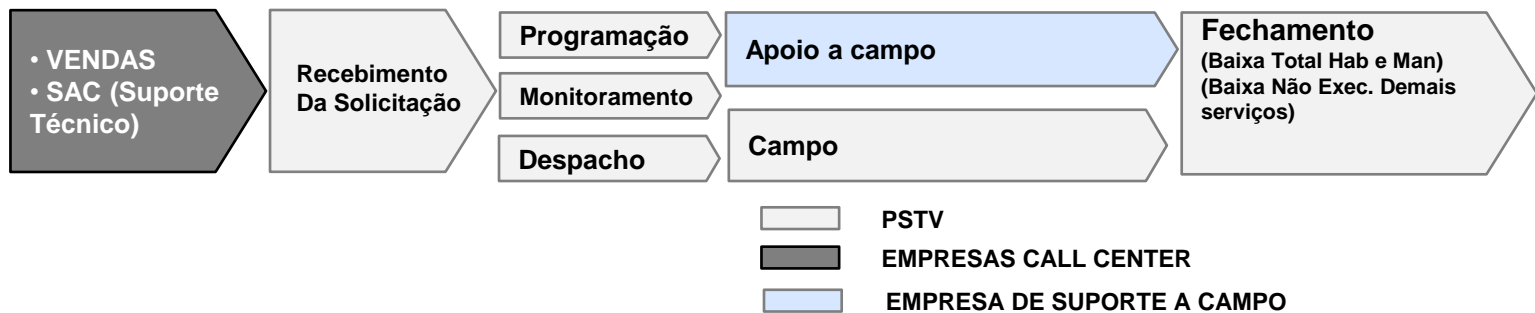 • VENDAS
• SAC (Suporte
Técnico)
Recebimento
Da Solicitação
Programação
Monitoramento
Despacho
Apoio a campo
Campo
Fechamento
(Baixa Total Hab e Man)
(Baixa Não Exec. Demais
serviços)
PSTV
EMPRESAS CALL CENTER
EMPRESA DE SUPORTE A CAMPO